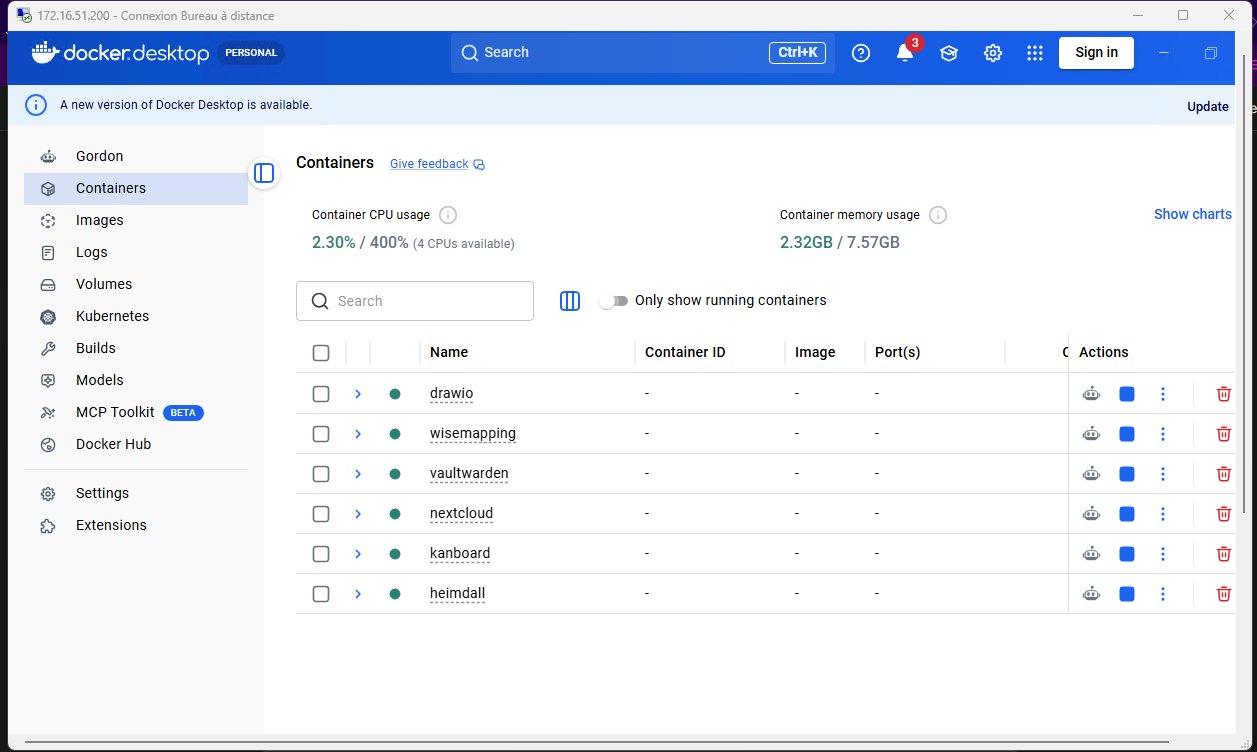 172.16.51.200 - Connexion Bureau à distance
docker.desktop PERSONAL Search Ctrl+K 3 Sign in
A new version of Docker Desktop is available. Update
Gordon
Containers
Images
Logs
Volumes
Kubernetes
Builds
Models
MCP Toolkit BETA
Docker Hub
Settings
Extensions
Containers Give feedback
Container CPU usage
2.30% / 400% (4 CPUs available)
Container memory usage
2.32GB / 7.57GB
Show charts
Search
Only show running containers
Name Container ID Image Port(s) Actions
drawio - - -
wisemapping - - -
vaultwarden - - -
nextcloud - - -
kanboard - - -
heimdall - - -